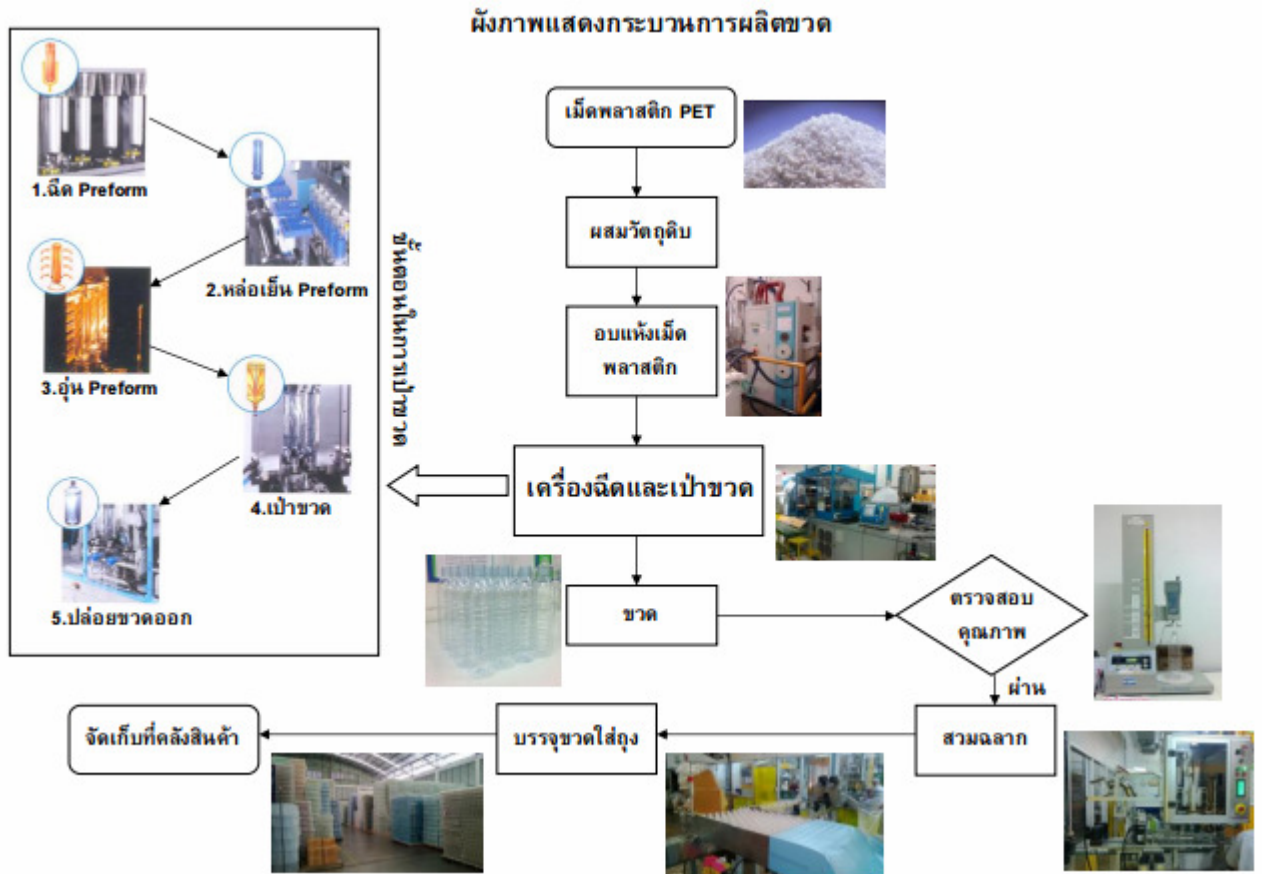 ผังภาพแสดงกระบวนการผลิตขวด
เม็ดพลาสติก PET
ผสมวัตถุดิบ
อบแห้งเม็ด
พลาสติก
เครื่องฉีดและเป่าขวด
ขั้นตอนในการเป่าขวด
1.ฉีด Preform
2.หล่อเย็น Preform
3.อุ่น Preform
4.เป่าขวด
5.ปล่อยขวดออก
ขวด
ตรวจสอบ
คุณภาพ
ผ่าน
สวมฉลาก
บรรจุขวดใส่ถุง
จัดเก็บที่คลังสินค้า